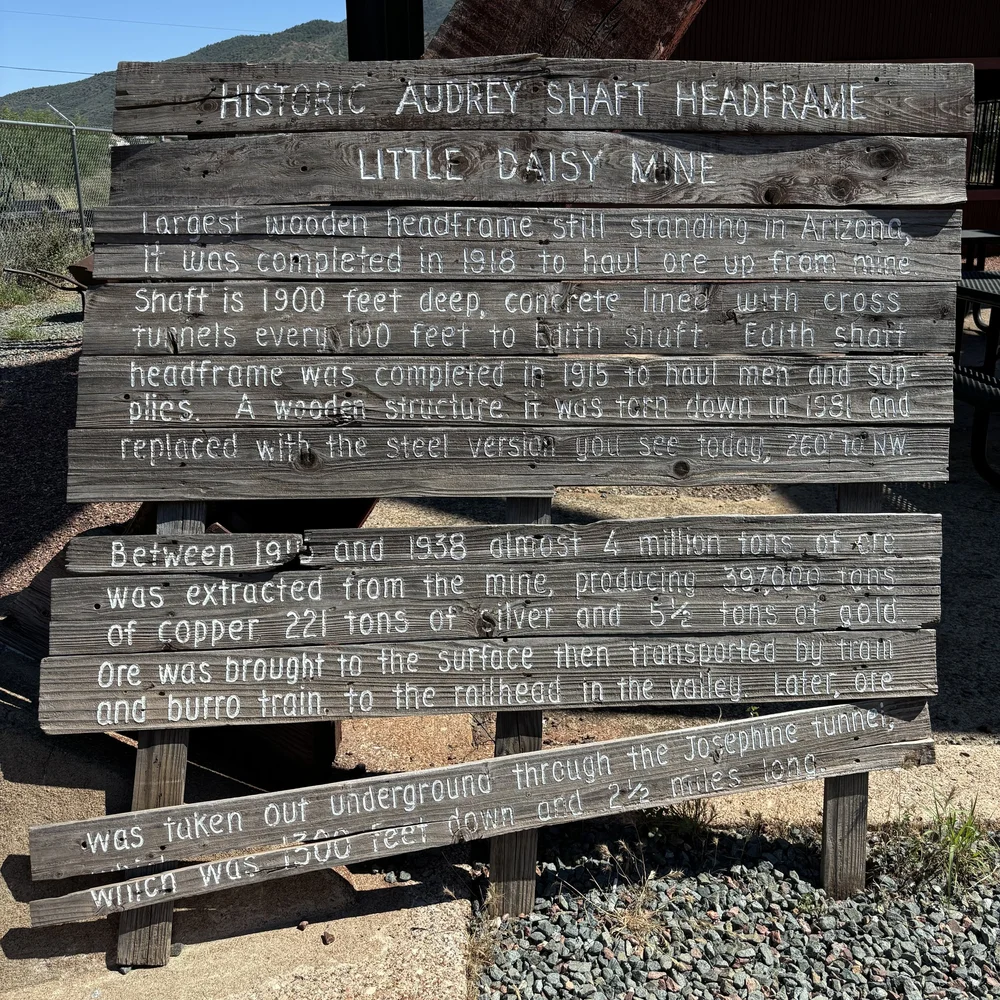 HISTORIC AUDREY SHAFT HEADFRAME
LITTLE DAISY MINE
Largest wooden headframe still standing in Arizona,
it was completed in 1918 to haul ore up from mine
Shaft is 1900 feet deep, concrete lined with cross
tunnels every 100 feet to Edith shaft. Edith shaft
headframe was completed in 1915 to haul men and sup-
plies. A wooden structure it was torn down in 1981 and
replaced with the steel version you see today, 260' to NW.
Between and 1938 almost 4 million tons of ore
was extracted from the mine, producing 397,000 tons
of copper 221 tons of silver and 5½ tons of gold
Ore was brought to the surface then transported by tram
and burro train, to the railhead in the valley. Later, ore
was taken out underground through the Josephine tunnel,
which was 1300 feet down and 2½ miles long